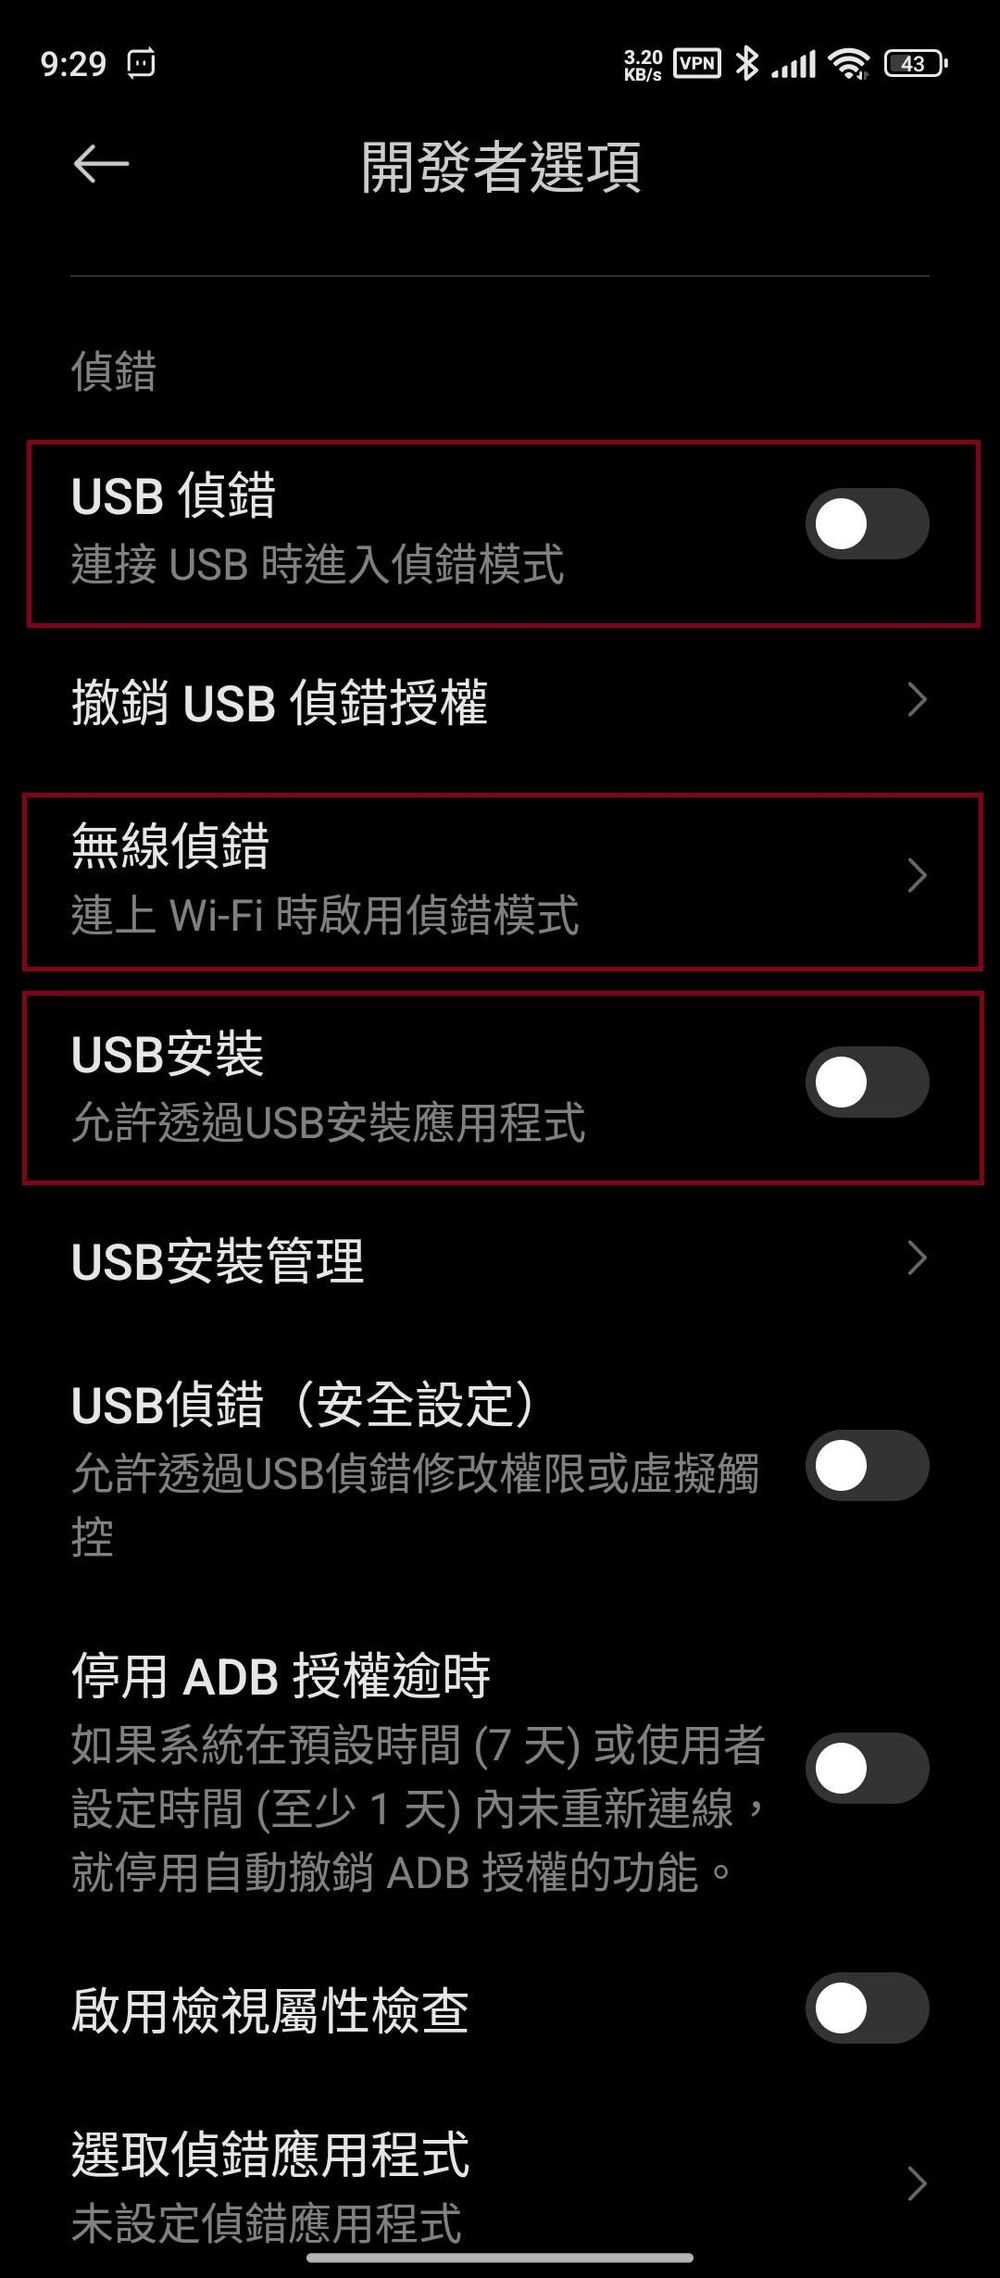 9:29
3.20
KB/s
VPN
43
開發者選項
偵錯
USB 偵錯
連接 USB 時進入偵錯模式
撤銷 USB 偵錯授權
無線偵錯
連上 Wi-Fi 時啟用偵錯模式
USB安裝
允許透過USB安裝應用程式
USB安裝管理
USB偵錯（安全設定）
允許透過USB偵錯修改權限或虛擬觸
控
停用 ADB 授權逾時
如果系統在預設時間 (7 天) 或使用者
設定時間 (至少 1 天) 內未重新連線，
就停用自動撤銷 ADB 授權的功能。
啟用檢視屬性檢查
選取偵錯應用程式
未設定偵錯應用程式